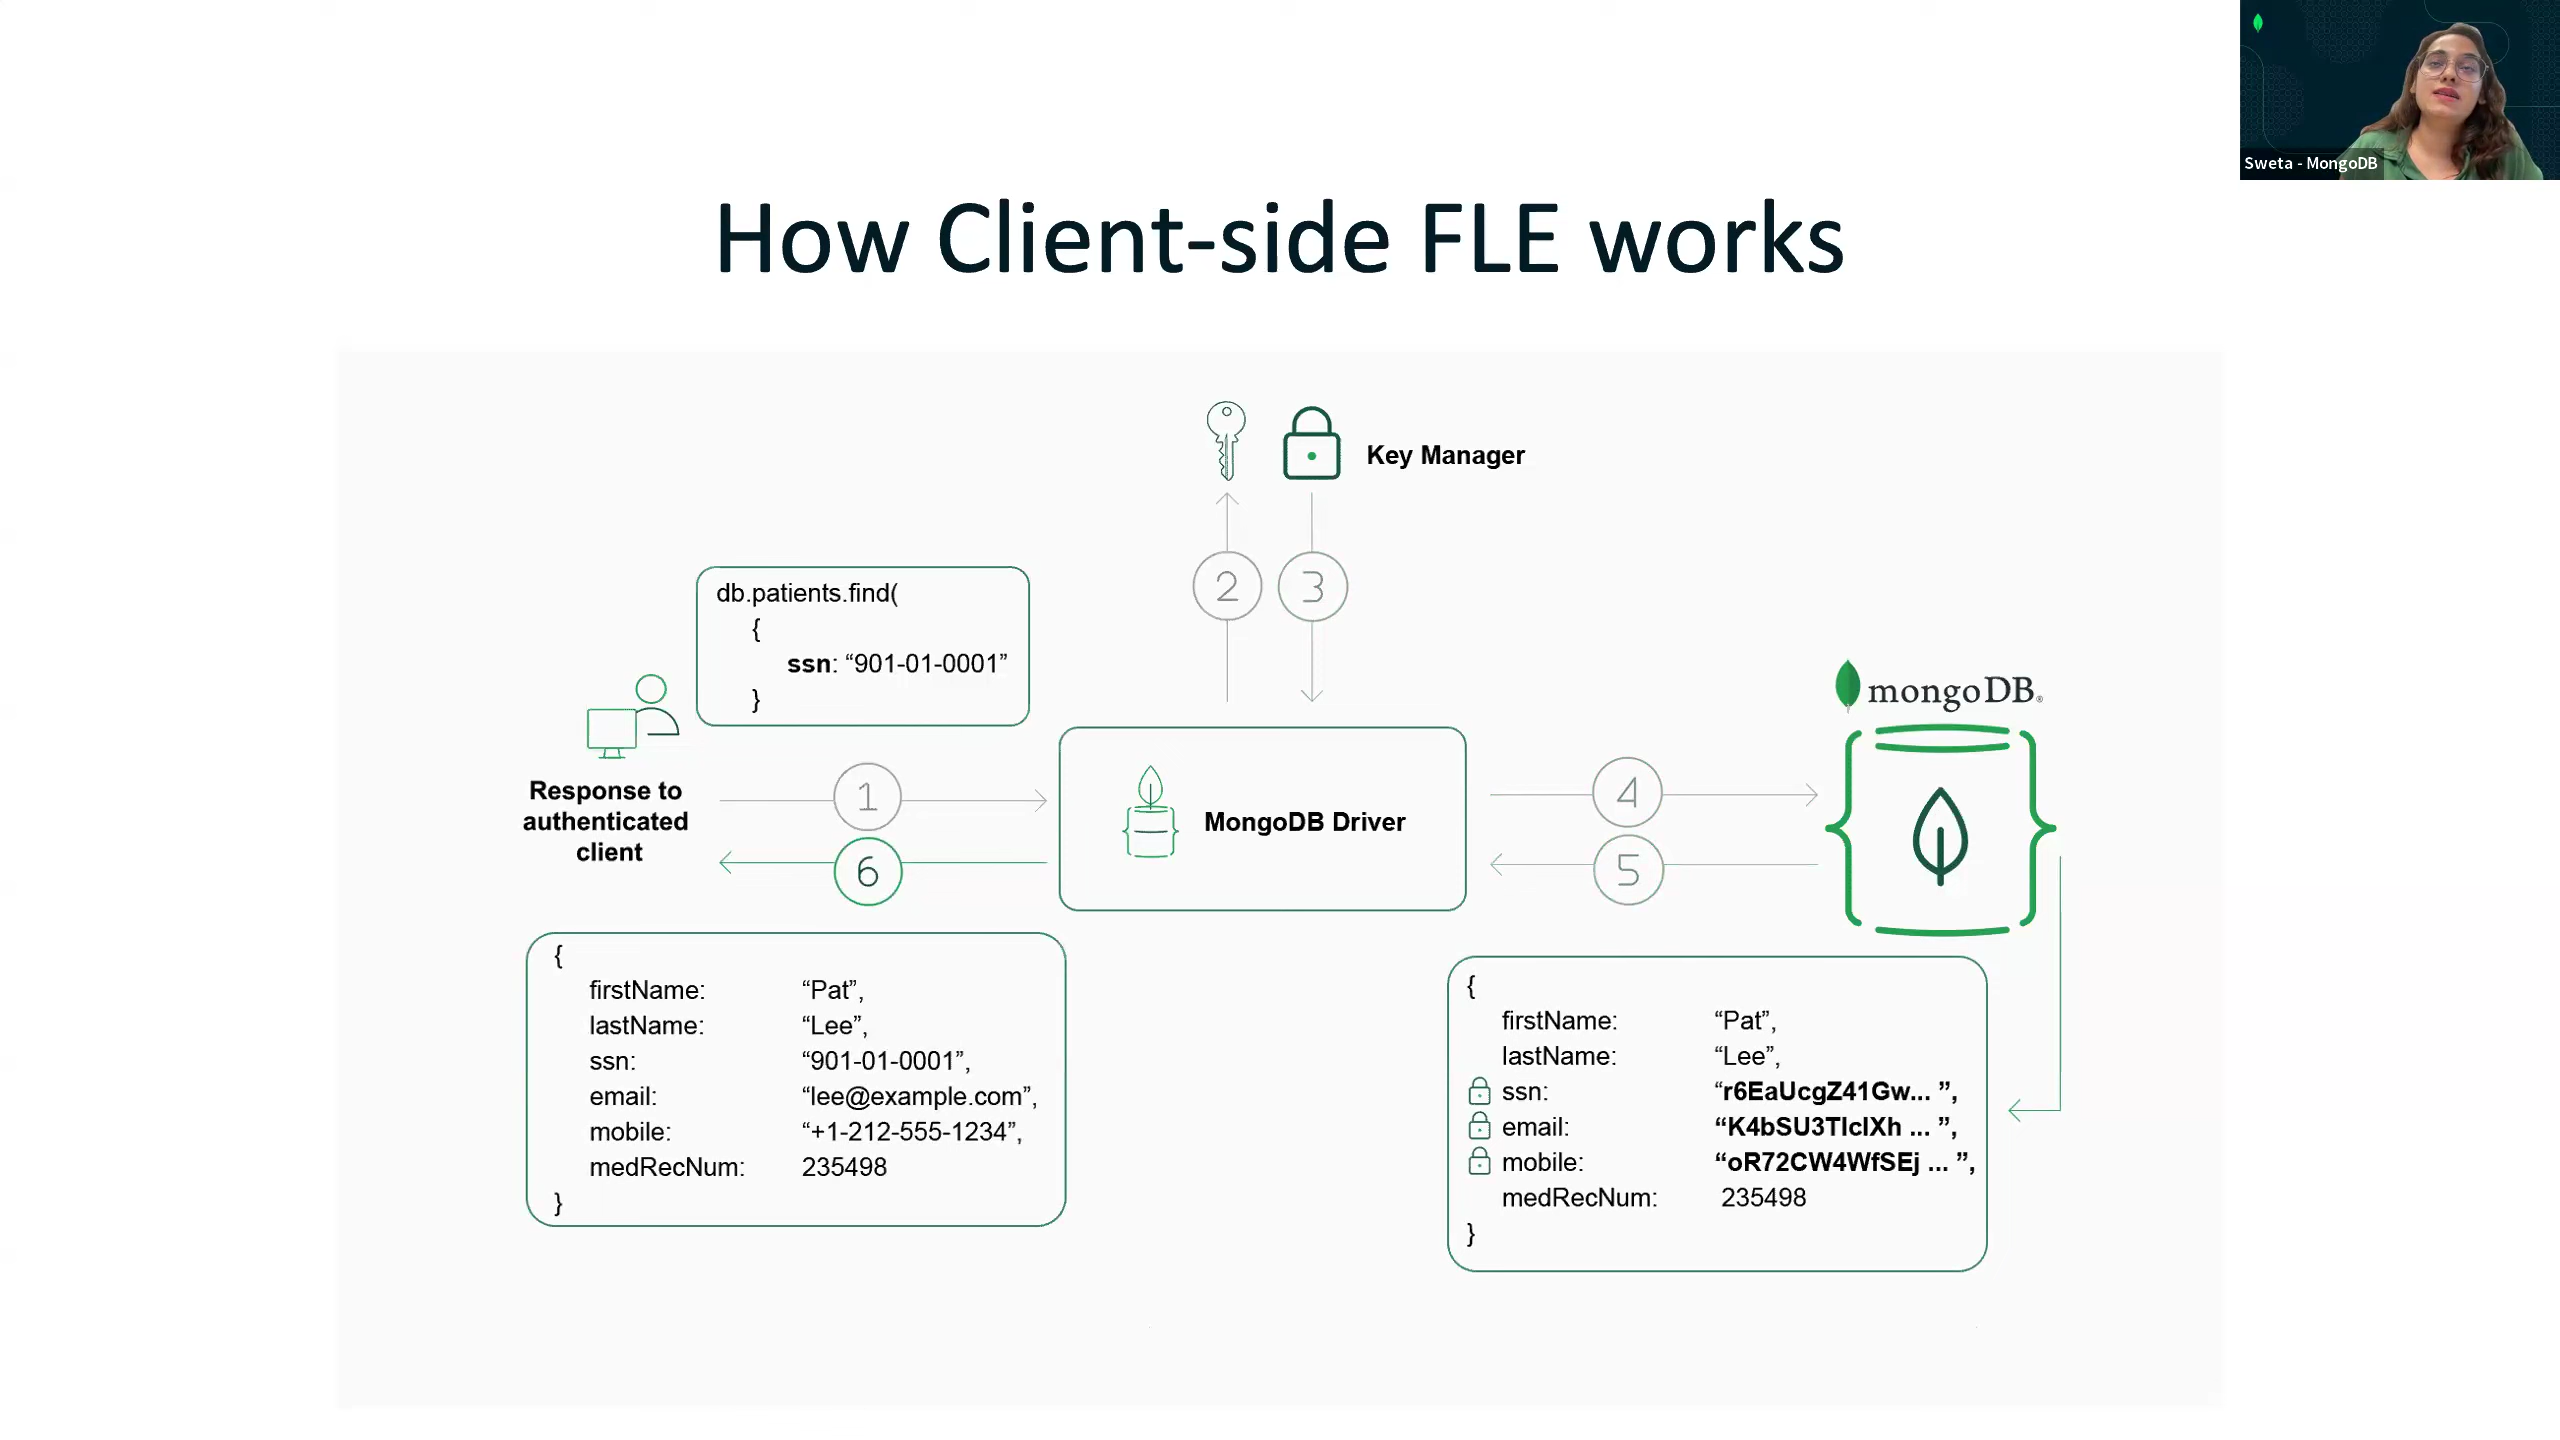 Sweta - MongoDB
How Client-side FLE works
Key Manager
db.patients.find(
{
ssn: “901-01-0001”
}
2
3
mongoDB®
Response to
authenticated
client
1
6
MongoDB Driver
4
5
{
firstName: “Pat”,
lastName: “Lee”,
ssn: “901-01-0001”,
email: “lee@example.com”,
mobile: “+1-212-555-1234”,
medRecNum: 235498
}
{
firstName: “Pat”,
lastName: “Lee”,
ssn: “r6EaUcgZ41Gw... ”,
email: “K4bSU3TlclXh ... ”,
mobile: “oR72CW4WfSEj ... ”,
medRecNum: 235498
}